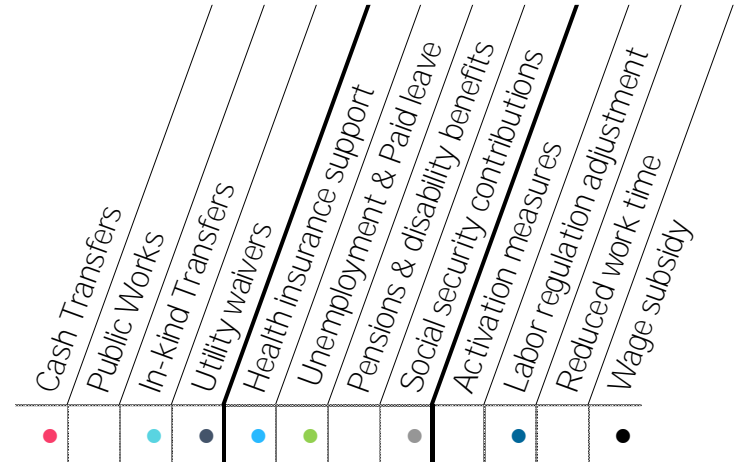 Cash Transfers
Public Works
In-kind Transfers
Utility waivers
Health insurance support
Unemployment & Paid leave
Pensions & disability benefits
Social security contributions
Activation measures
Labor regulation adjustment
Reduced work time
Wage subsidy